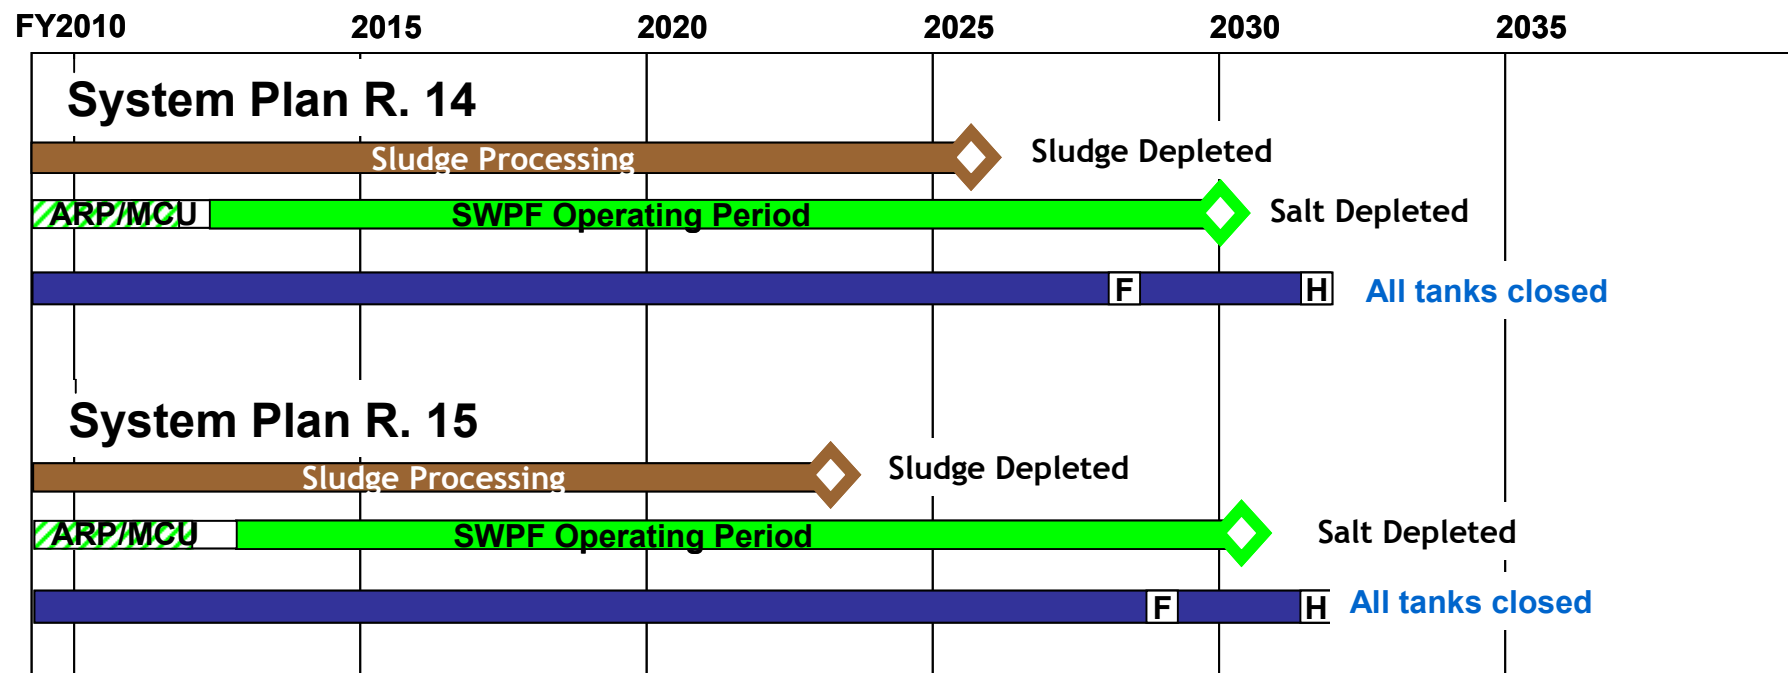 FY2010 2015 2020 2025 2030 2035
System Plan R. 14
Sludge Processing Sludge Depleted
ARP/MCU SWPF Operating Period Salt Depleted
F H All tanks closed
System Plan R. 15
Sludge Processing Sludge Depleted
ARP/MCU SWPF Operating Period Salt Depleted
F H All tanks closed